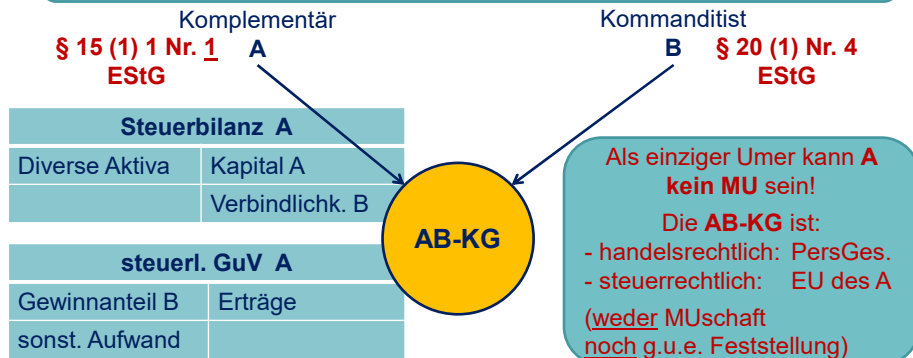 Komplementär
Kommanditist
§ 15 (1) 1 Nr. 1
EStG
A
B
§ 20 (1) Nr. 4
EStG
Steuerbilanz A
Diverse Aktiva
Kapital A
Verbindlichk. B
steuerl. GuV A
Gewinnanteil B
Erträge
sonst. Aufwand
AB-KG
Als einziger Umer kann A
kein MU sein!
Die AB-KG ist:
- handelsrechtlich: PersGes.
- steuerrechtlich: EU des A
(weder MUschaft
noch g.u.e. Feststellung)